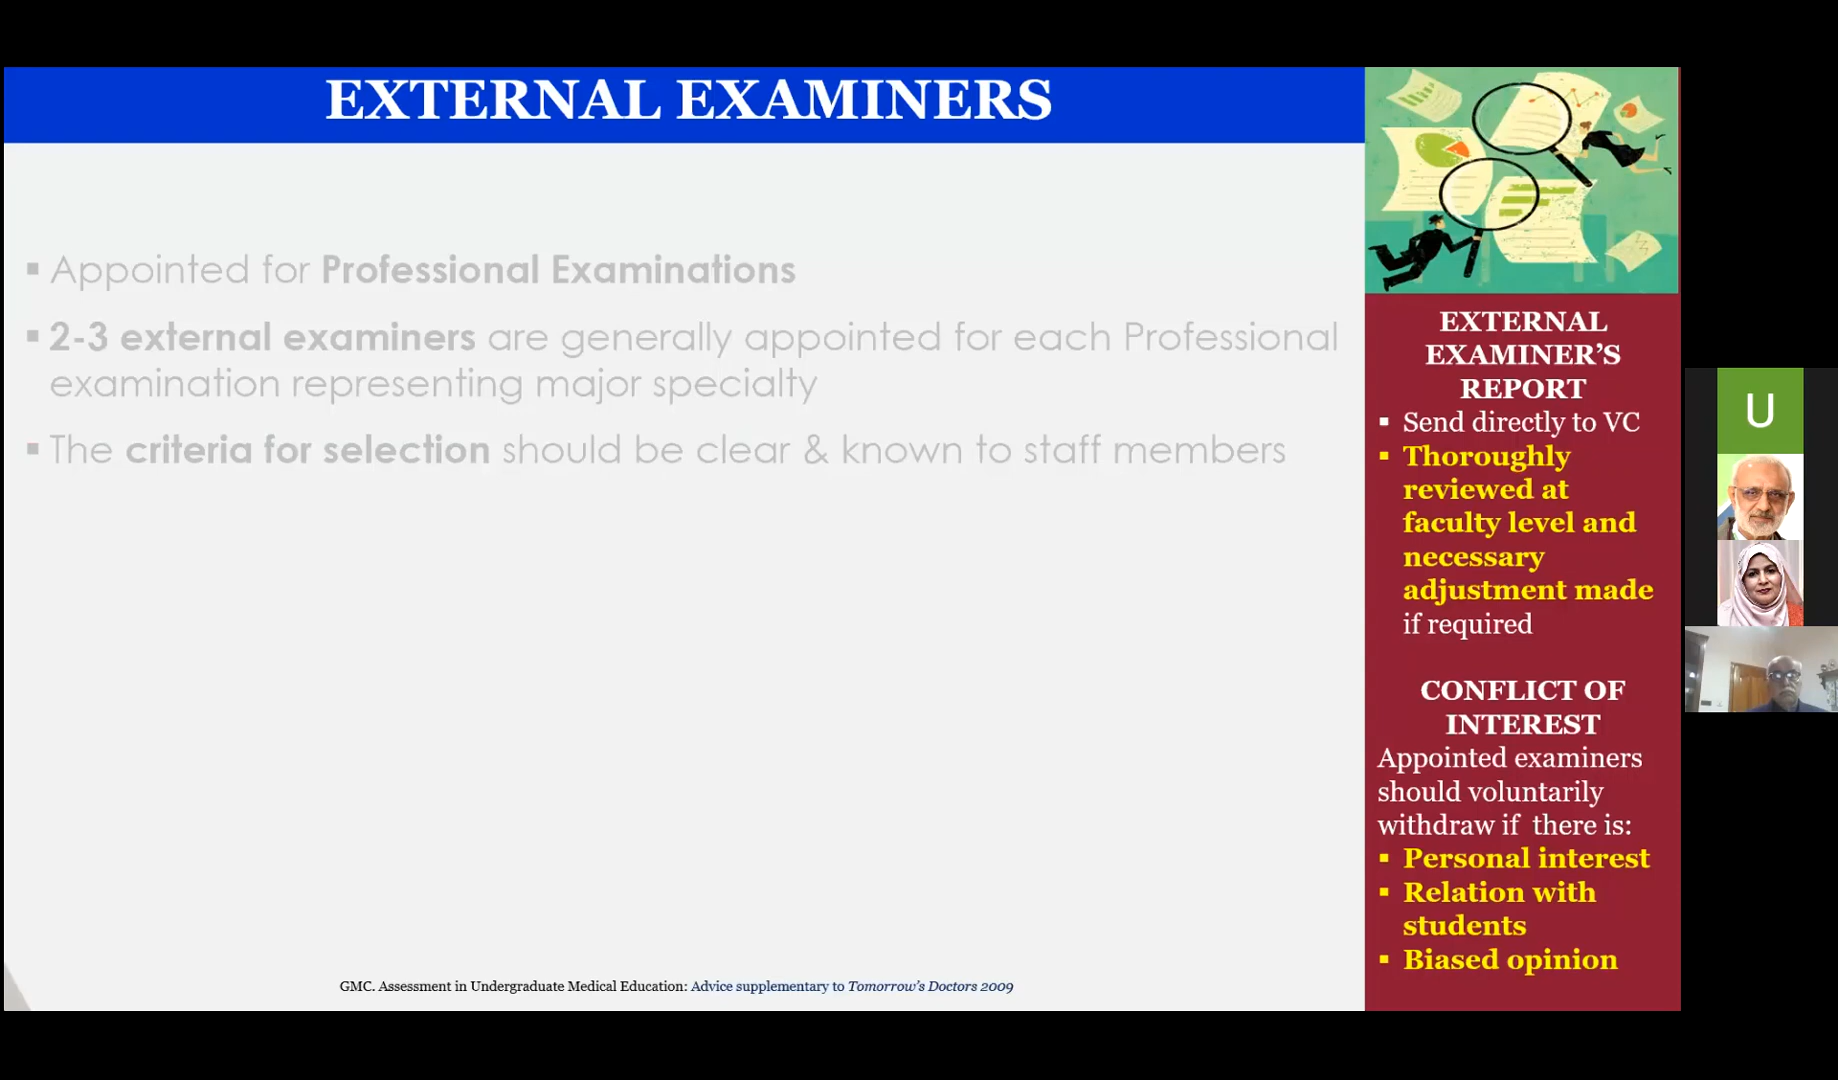 EXTERNAL EXAMINERS
▪ Appointed for Professional Examinations
▪ 2-3 external examiners are generally appointed for each Professional
examination representing major specialty
▪ The criteria for selection should be clear & known to staff members
GMC. Assessment in Undergraduate Medical Education: Advice supplementary to Tomorrow's Doctors 2009
EXTERNAL
EXAMINER'S
REPORT
▪ Send directly to VC
▪ Thoroughly
reviewed at
faculty level and
necessary
adjustment made
if required
CONFLICT OF
INTEREST
Appointed examiners
should voluntarily
withdraw if there is:
▪ Personal interest
▪ Relation with
students
▪ Biased opinion
U